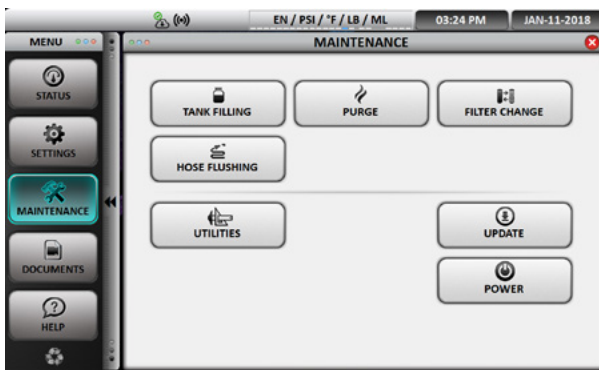 EN / PSI / °F / LB / ML 03:24 PM JAN-11-2018
MENU
MAINTENANCE
STATUS
SETTINGS
MAINTENANCE
DOCUMENTS
HELP
TANK FILLING PURGE FILTER CHANGE
HOSE FLUSHING
UTILITIES UPDATE
POWER